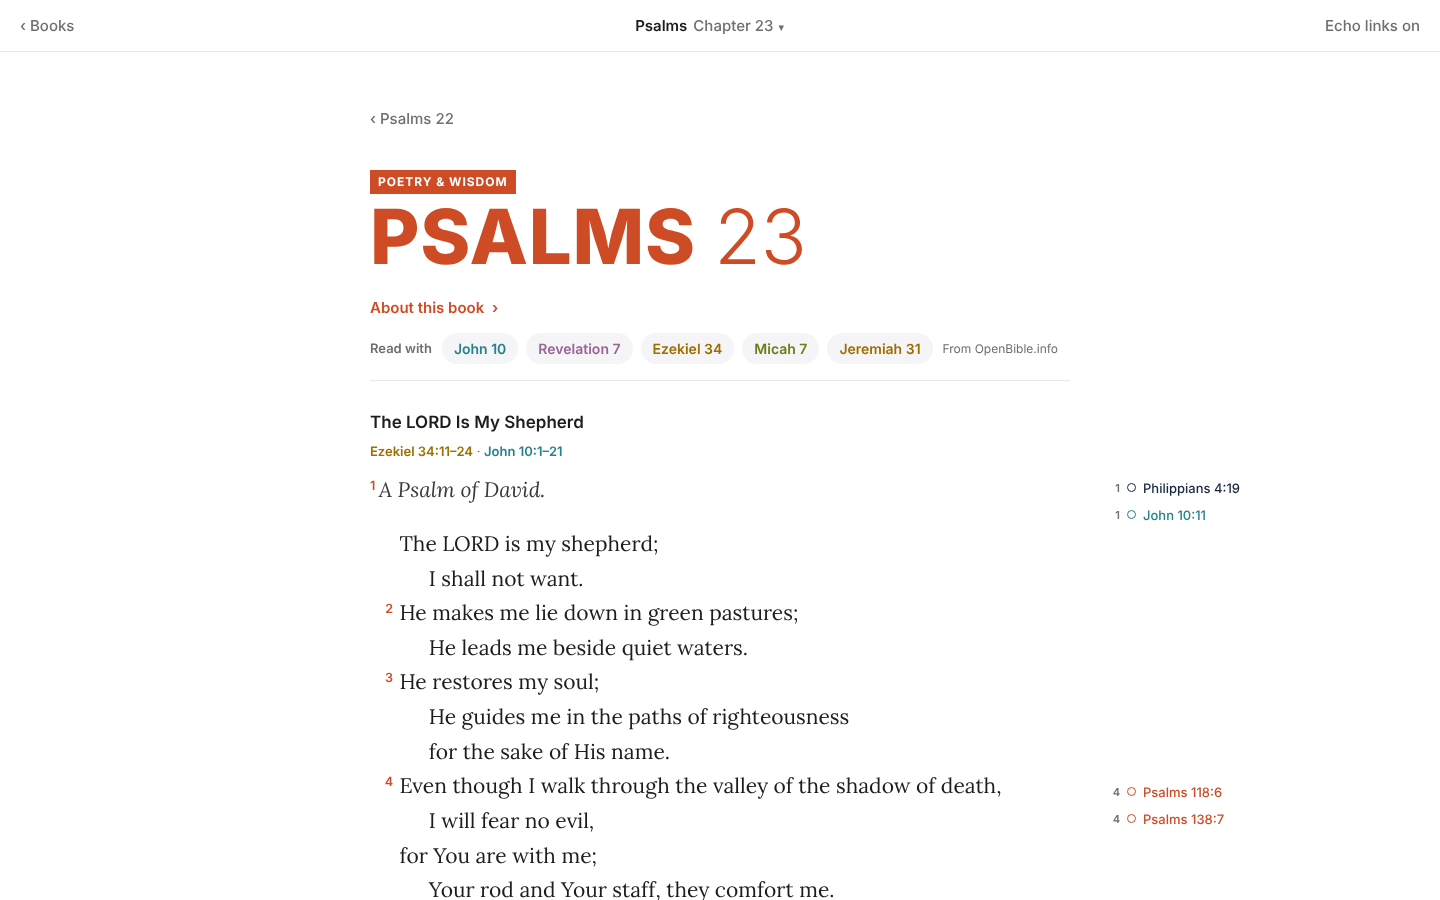 ‹ Books
Psalms Chapter 23 ▾
Echo links on
‹ Psalms 22
POETRY & WISDOM
PSALMS 23
About this book ›
Read with John 10 Revelation 7 Ezekiel 34 Micah 7 Jeremiah 31 From OpenBible.info
The LORD Is My Shepherd
Ezekiel 34:11–24 · John 10:1–21
1 A Psalm of David.
1 Philippians 4:19
1 John 10:11
The LORD is my shepherd;
I shall not want.
2 He makes me lie down in green pastures;
He leads me beside quiet waters.
3 He restores my soul;
He guides me in the paths of righteousness
for the sake of His name.
4 Even though I walk through the valley of the shadow of death,
4 Psalms 118:6
4 Psalms 138:7
I will fear no evil,
for You are with me;
Your rod and Your staff, they comfort me.